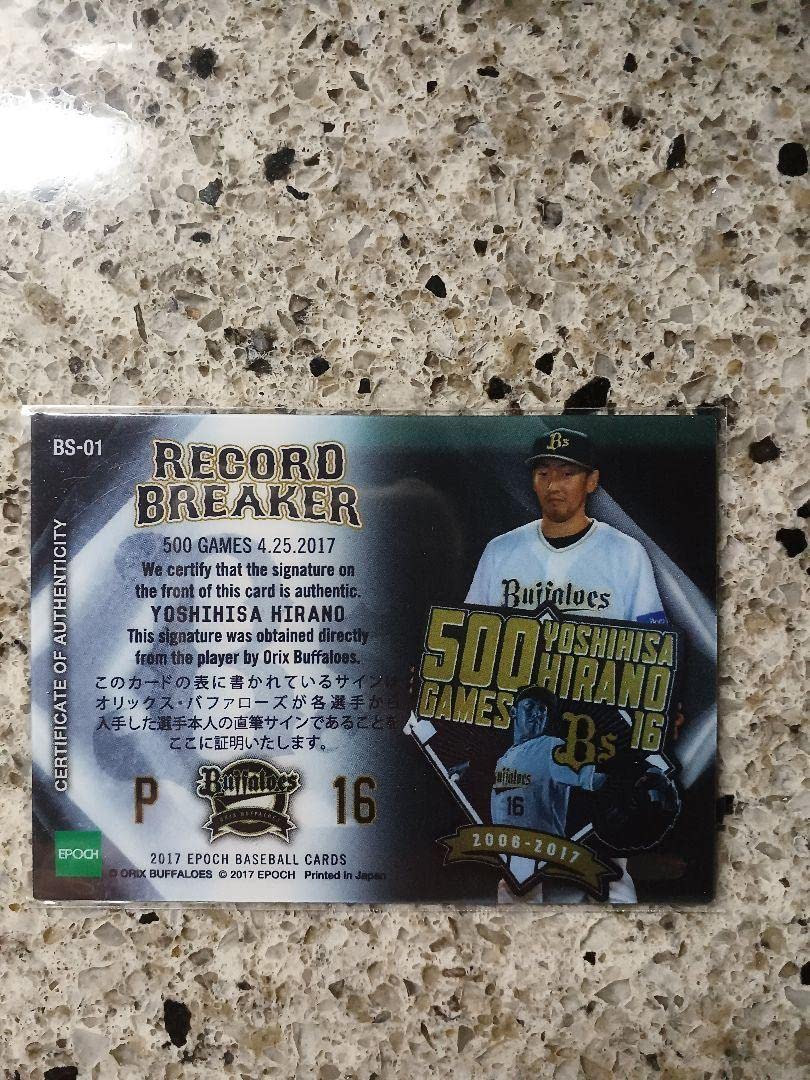 BS-01
RECORD
BREAKER
CERTIFICATE OF AUTHENTICITY
500 GAMES 4.25.2017
We certify that the signature on
the front of this card is authentic.
YOSHIHISA HIRANO
This signature was obtained directly
from the player by Orix Buffaloes.
このカードの表に書かれているサインは
オリックス・バファローズが各選手から
入手した選手本人の直筆サインであることを
ここに証明いたします。
P
Buffaloes
ORIX BUFFALOES
16
EPOCH
2017 EPOCH BASEBALL CARDS
© ORIX BUFFALOES © 2017 EPOCH Printed in Japan
Bs
Buffaloes
500
GAMES
YOSHIHISA
HIRANO
16
Bs
Buffaloes
16
2006-2017